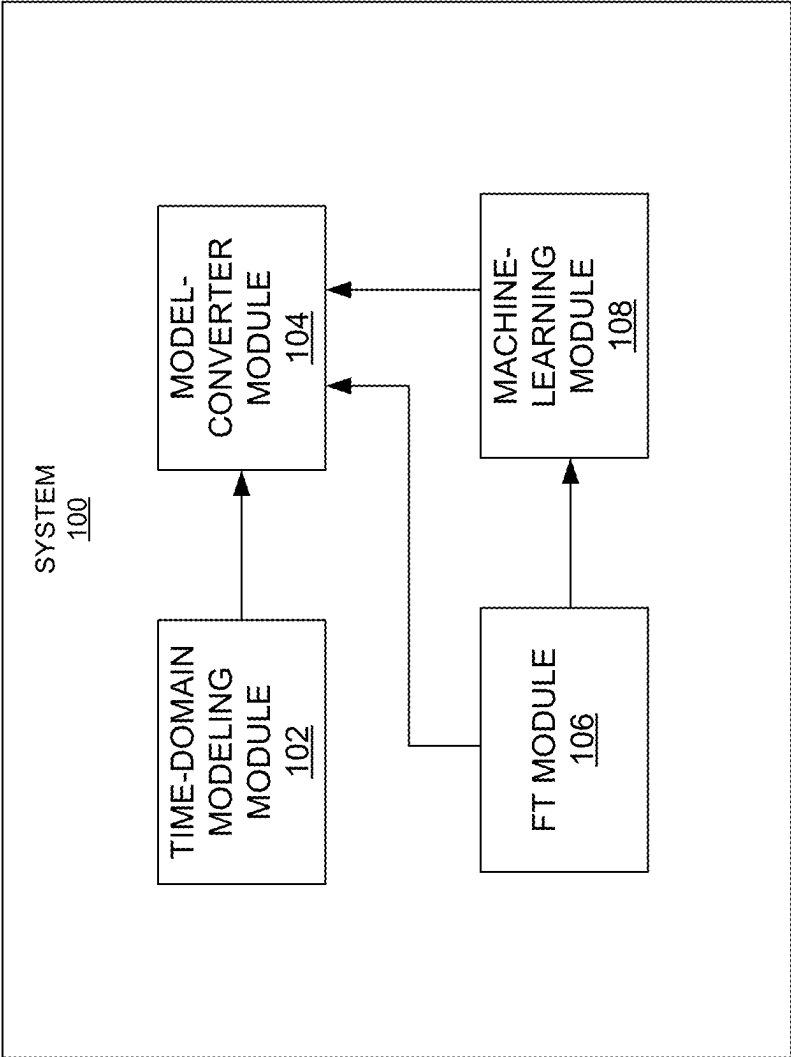 SYSTEM
100
TIME-DOMAIN
MODELING
MODULE
102
MODEL-
CONVERTER
MODULE
104
FT MODULE
106
MACHINE-
LEARNING
MODULE
108